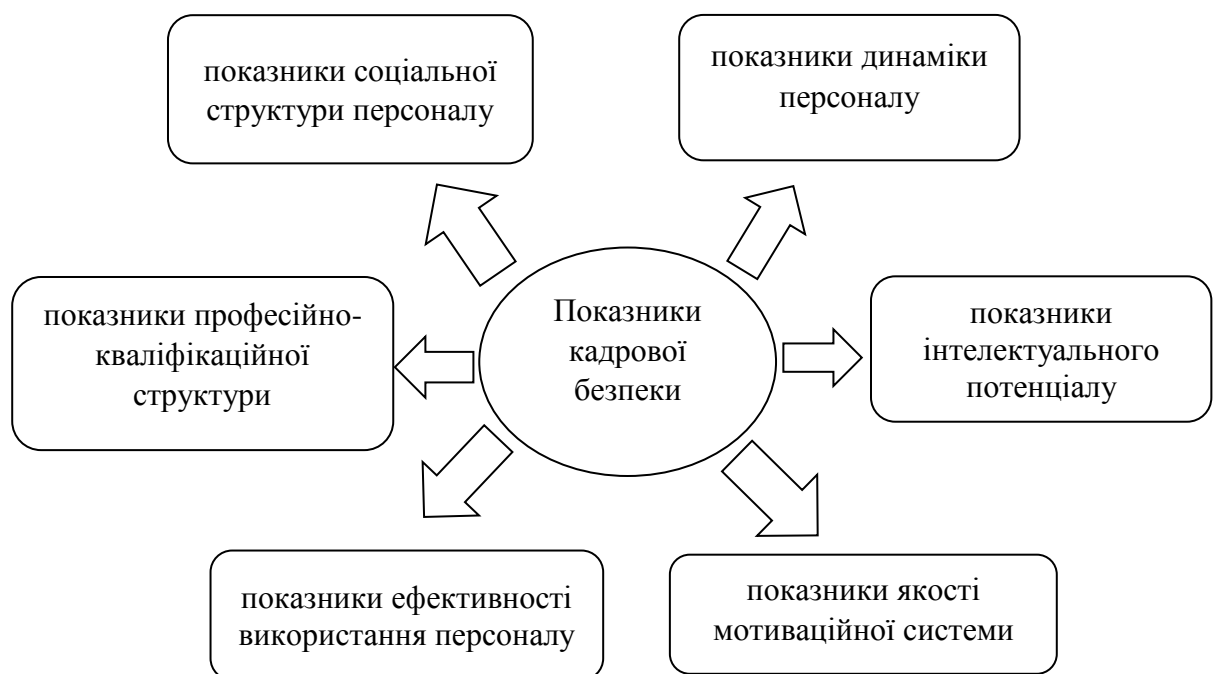 показники соціальної
структури персоналу
показники динаміки
персоналу
показники професійно-
кваліфікаційної
структури
Показники
кадрової
безпеки
показники
інтелектуального
потенціалу
показники ефективності
використання персоналу
показники якості
мотиваційної системи